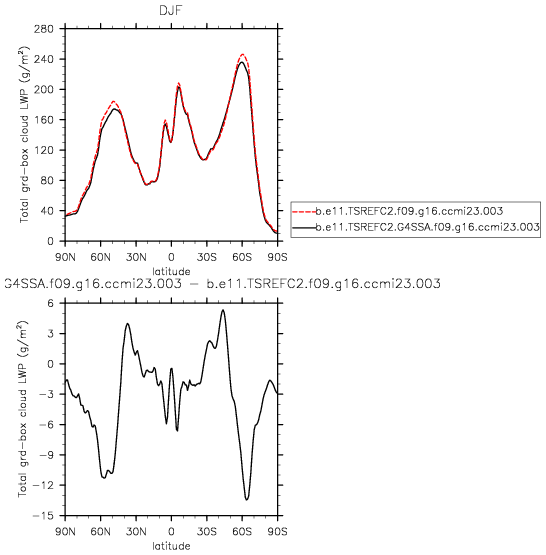 DJF
Total grd-box cloud LWP (g/m²)
280
240
200
160
120
80
40
0
90N 60N 30N 0 30S 60S 90S
latitude
b.e11.TSREFC2.f09.g16.ccmi23.003
b.e11.TSREFC2.G4SSA.f09.g16.ccmi23.003
G4SSA.f09.g16.ccmi23.003 - b.e11.TSREFC2.f09.g16.ccmi23.003
Total grd-box cloud LWP (g/m²)
6
3
0
-3
-6
-9
-12
-15
90N 60N 30N 0 30S 60S 90S
latitude